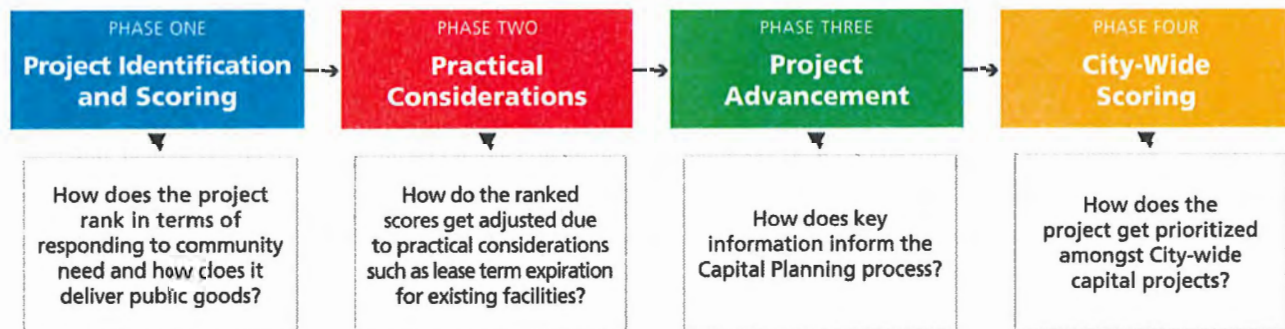 PHASE ONE
Project Identification
and Scoring
PHASE TWO
Practical
Considerations
PHASE THREE
Project
Advancement
PHASE FOUR
City-Wide
Scoring
How does the project
rank in terms of
responding to community
need and how does it
deliver public goods?
How do the ranked
scores get adjusted due
to practical considerations
such as lease term expiration
for existing facilities?
How does key
information inform the
Capital Planning process?
How does the
project get prioritized
amongst City-wide
capital projects?